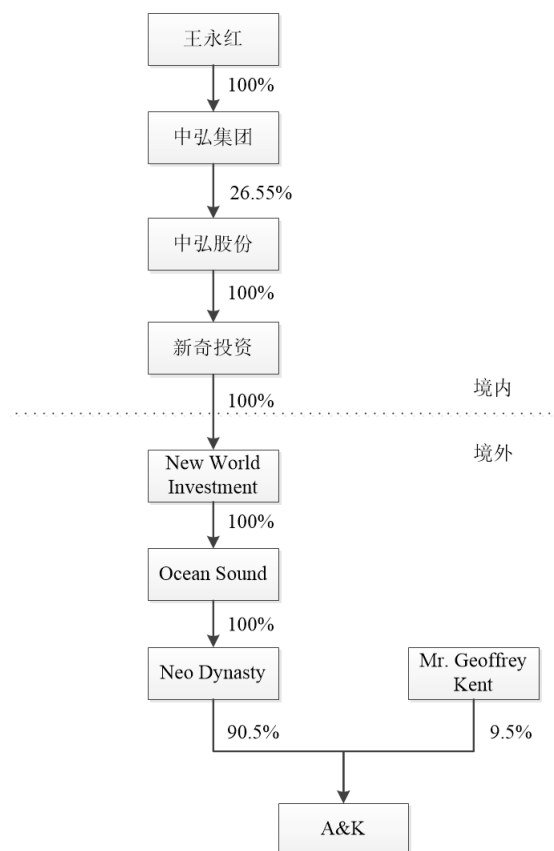 王永红
100%
中弘集团
26.55%
中弘股份
100%
新奇投资
境内
100%
境外
New World
Investment
100%
Ocean Sound
100%
Neo Dynasty
Mr. Geoffrey
Kent
90.5%
9.5%
A&K